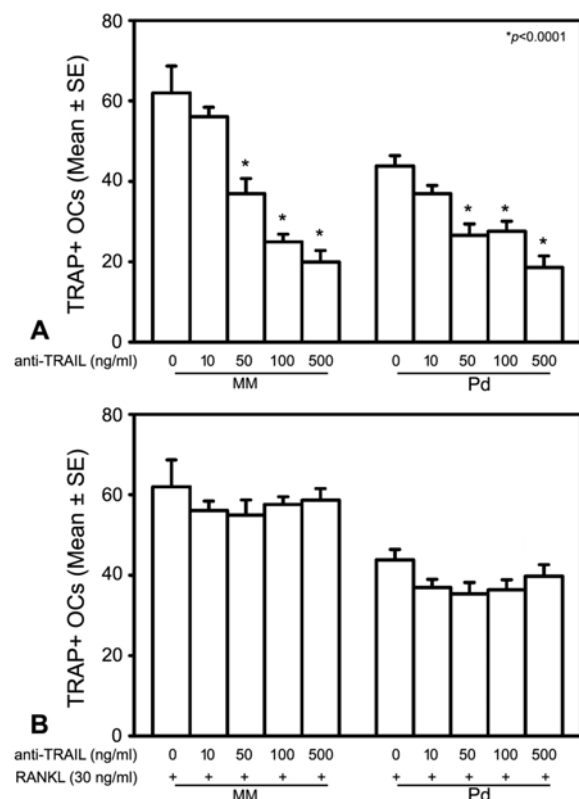 80
*p<0.0001
60
40
20
0
TRAP+ OCs (Mean ± SE)
* * * * * *
A
anti-TRAIL (ng/ml) 0 10 50 100 500 0 10 50 100 500
MM Pd
80
60
40
20
0
TRAP+ OCs (Mean ± SE)
B
anti-TRAIL (ng/ml) 0 10 50 100 500 0 10 50 100 500
RANKL (30 ng/ml) + + + + + + + + + +
MM Pd